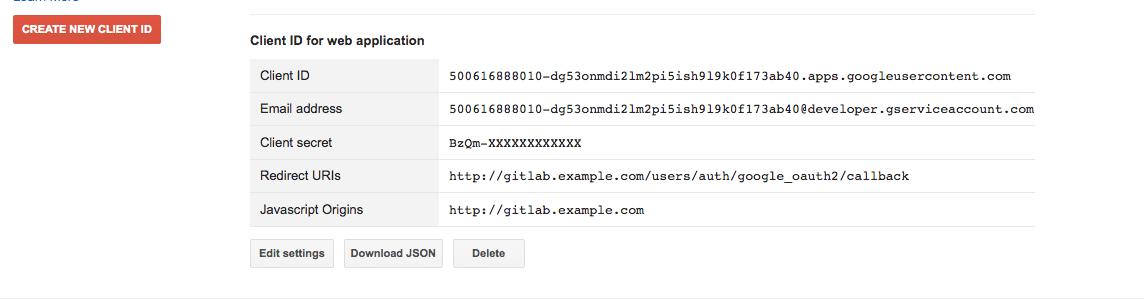 CREATE NEW CLIENT ID
Client ID for web application
Client ID 500616888010-dg53onmdi2lm2pi5ish9l9k0f173ab40.apps.googleusercontent.com
Email address 500616888010-dg53onmdi2lm2pi5ish9l9k0f173ab40@developer.gserviceaccount.com
Client secret BzQm-XXXXXXXXXXXX
Redirect URIs http://gitlab.example.com/users/auth/google_oauth2/callback
Javascript Origins http://gitlab.example.com
Edit settings Download JSON Delete